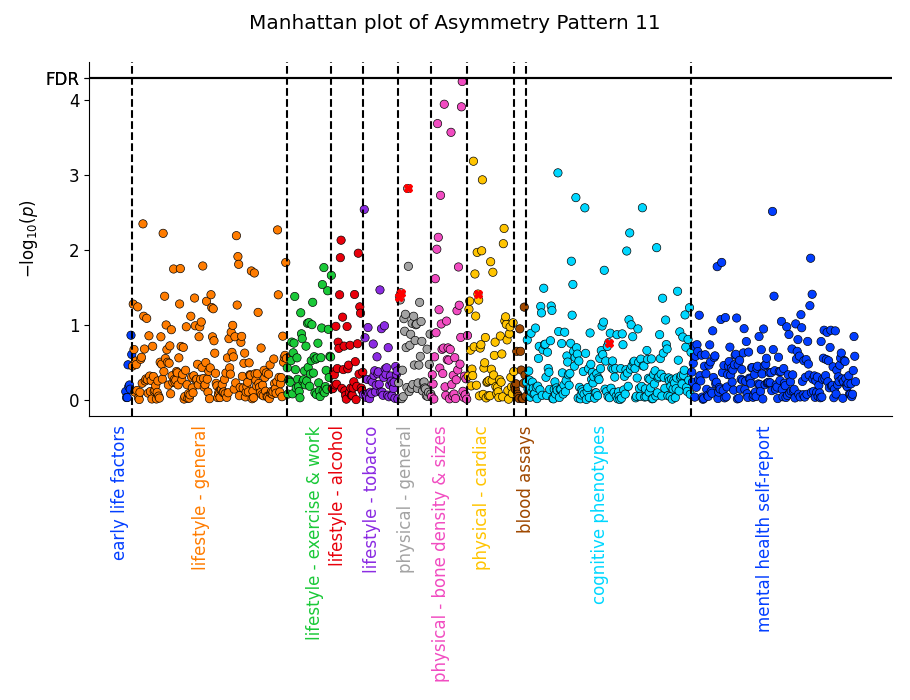 Manhattan plot of Asymmetry Pattern 11
FDR
4
3
2
1
0
−log₁₀(p)
early life factors
lifestyle - general
lifestyle - exercise & work
lifestyle - alcohol
lifestyle - tobacco
physical - general
physical - bone density & sizes
physical - cardiac
blood assays
cognitive phenotypes
mental health self-report